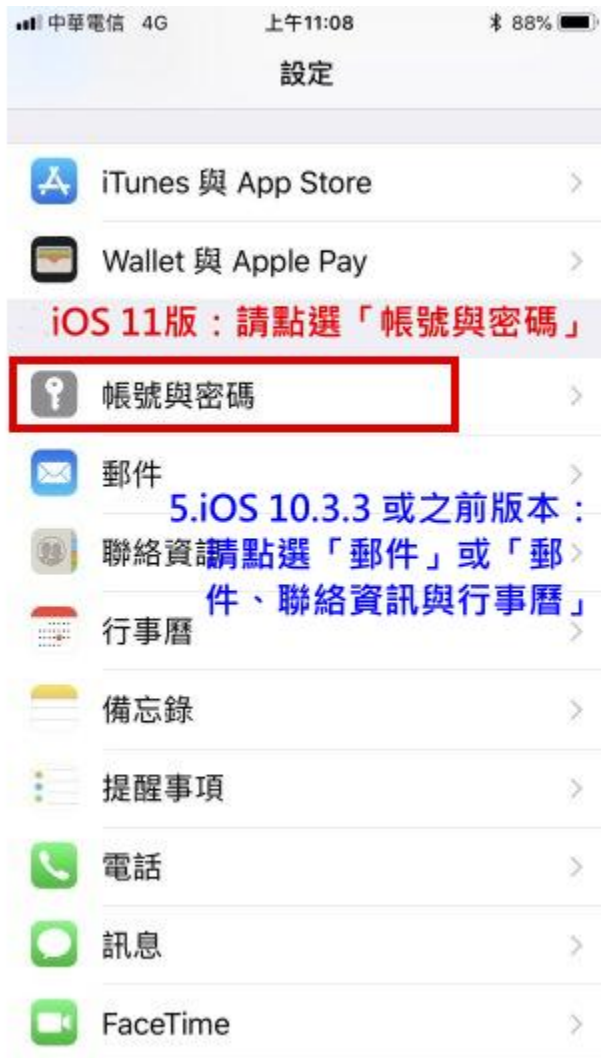 中華電信 4G 上午11:08 88%
設定
iTunes 與 App Store
Wallet 與 Apple Pay
iOS 11版：請點選「帳號與密碼」
帳號與密碼
郵件
5.iOS 10.3.3 或之前版本：
聯絡資
請點選「郵件」或「郵
件、聯絡資訊與行事曆」
行事曆
備忘錄
提醒事項
電話
訊息
FaceTime